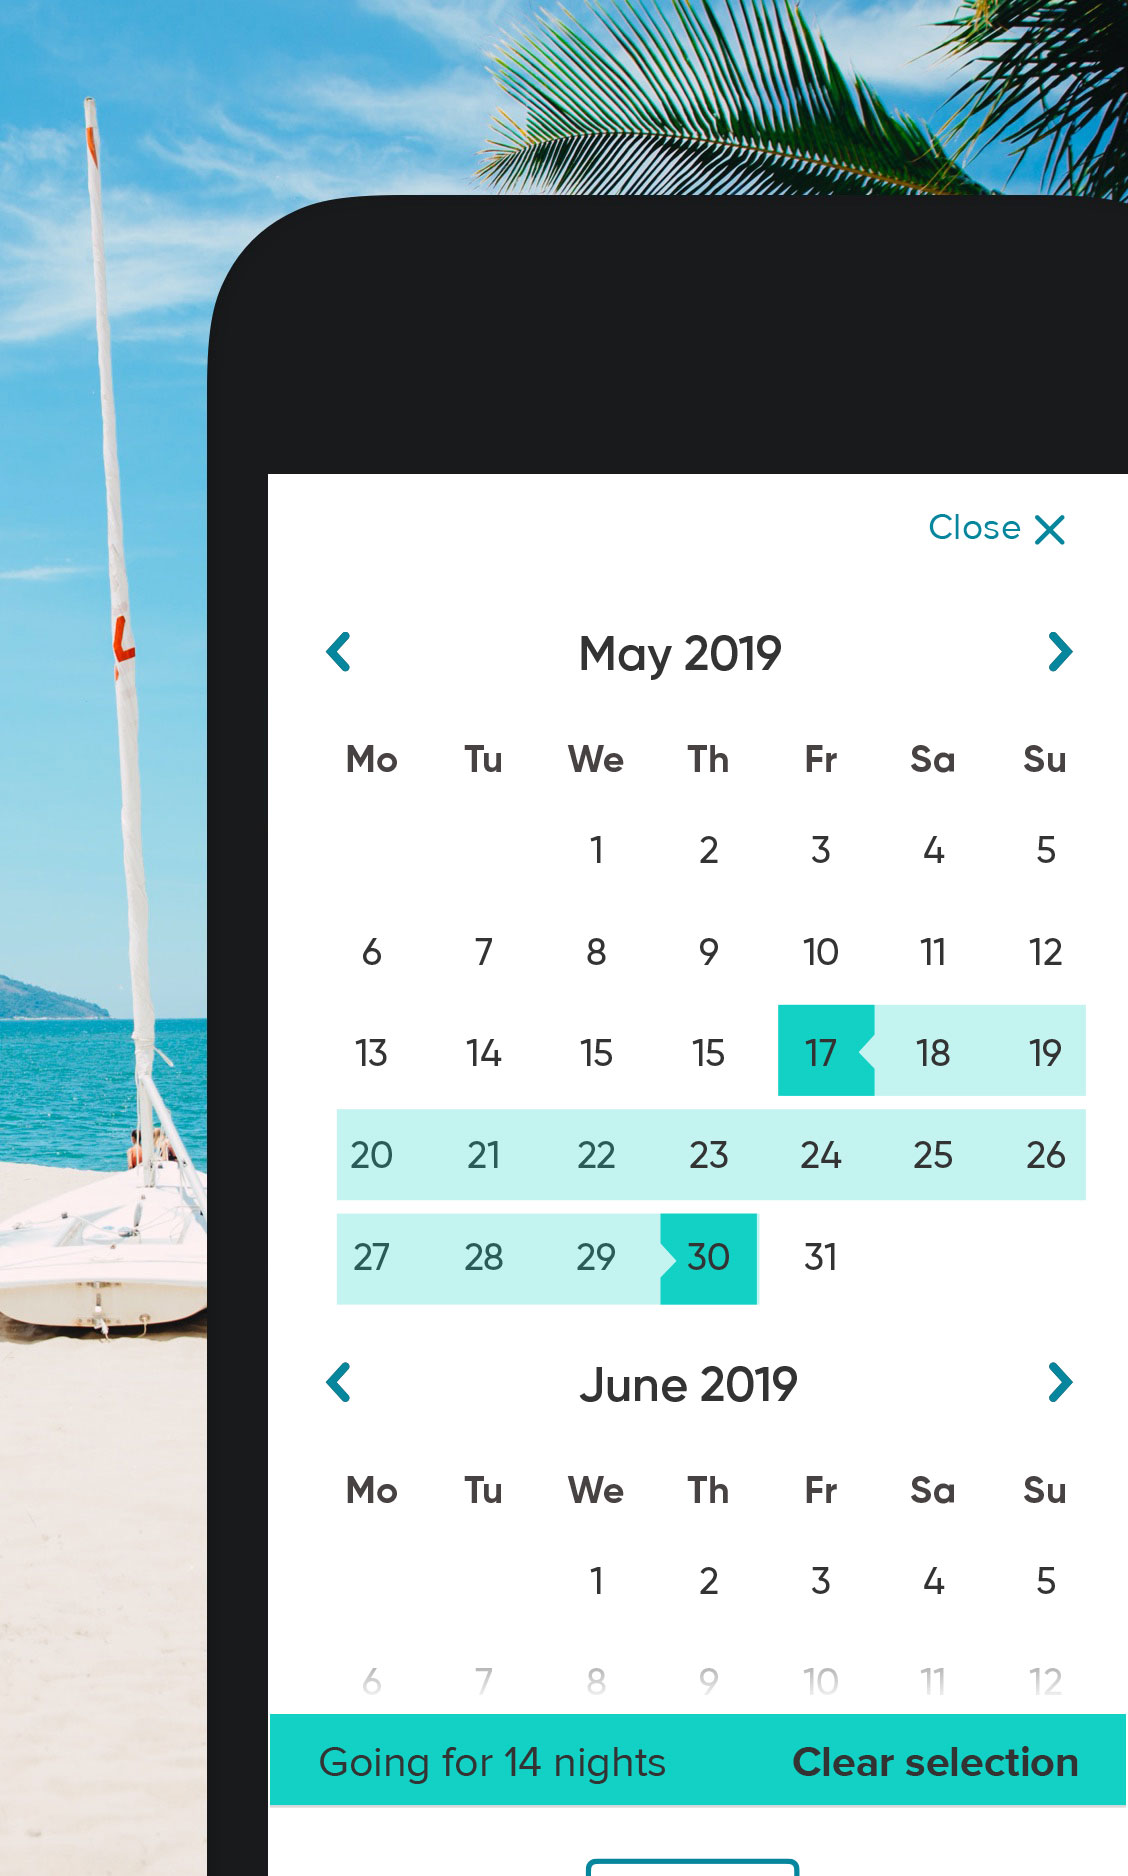 Close
May 2019
Mo Tu We Th Fr Sa Su
1 2 3 4 5
6 7 8 9 10 11 12
13 14 15 15 17 18 19
20 21 22 23 24 25 26
27 28 29 30 31
June 2019
Mo Tu We Th Fr Sa Su
1 2 3 4 5
6 7 8 9 10 11 12
Going for 14 nights Clear selection